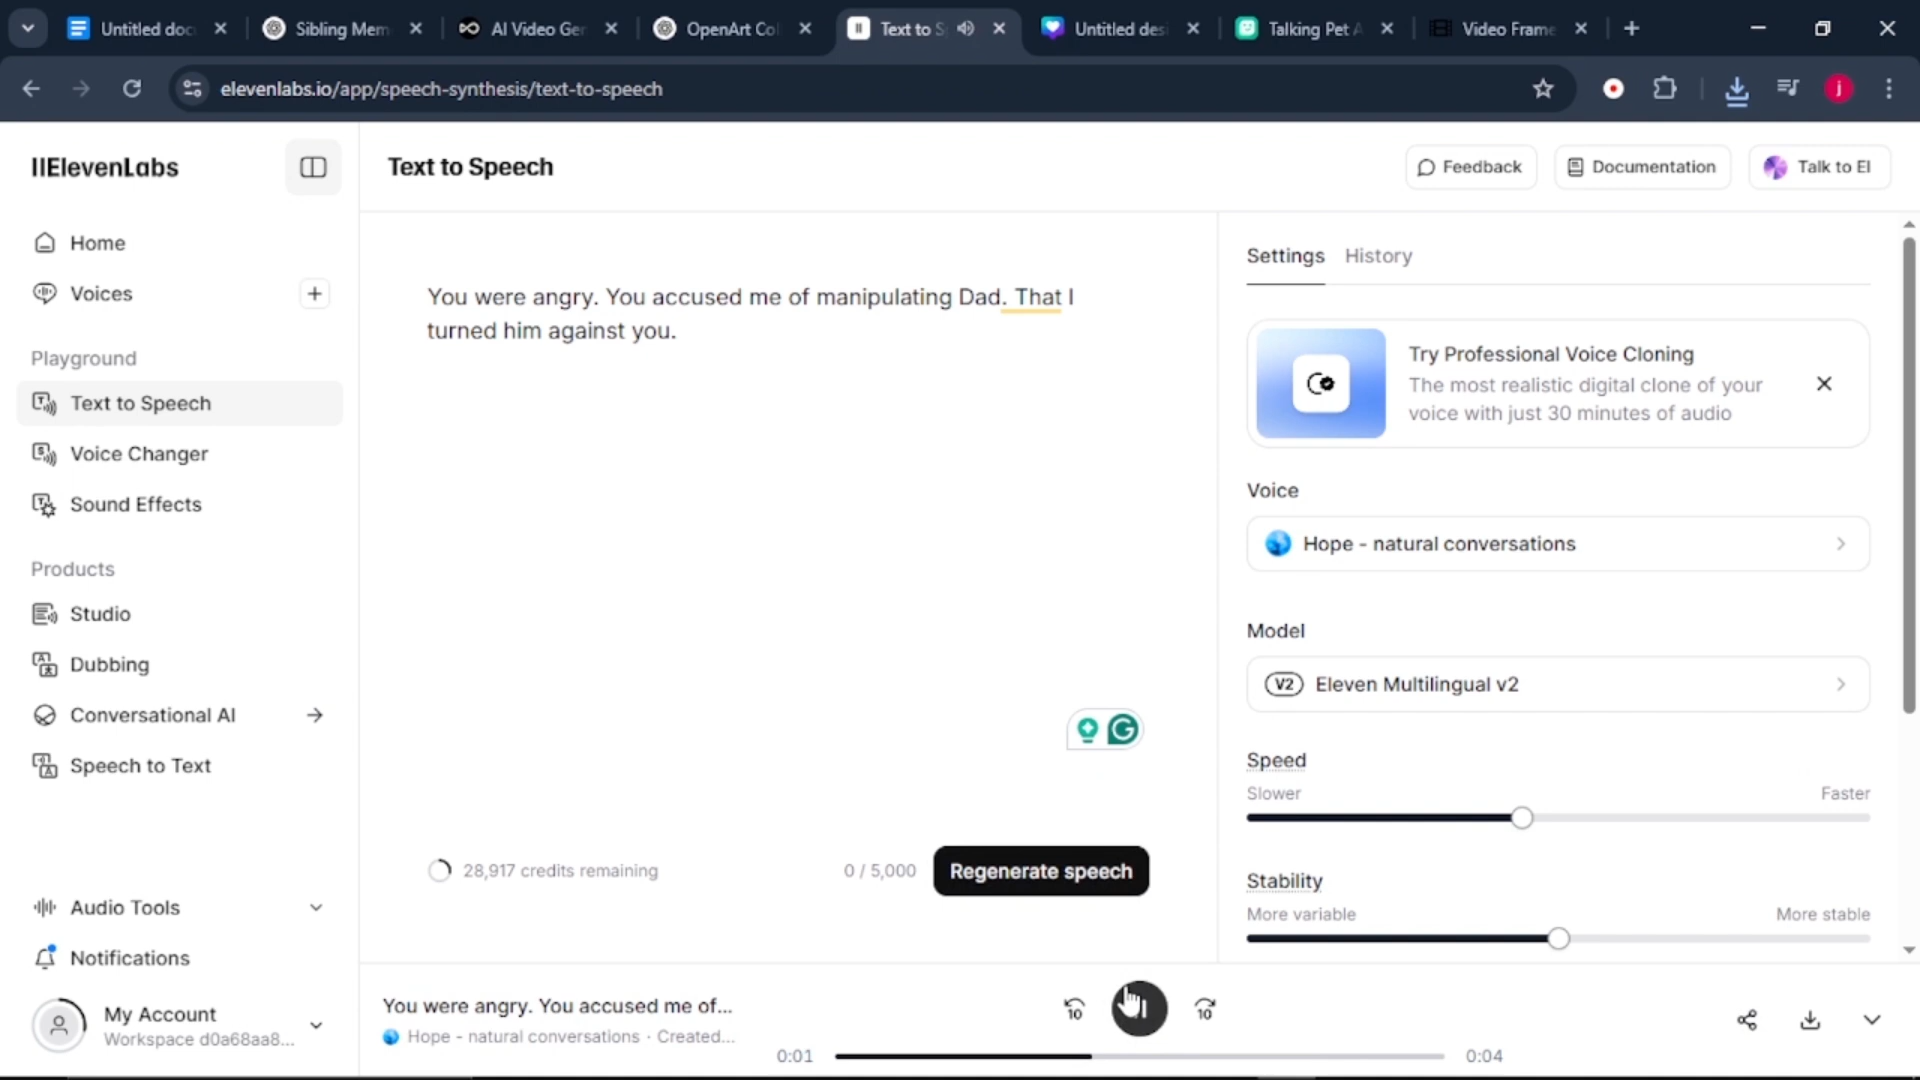 Untitled doc
Sibling Mem
AI Video Gen
OpenArt Col
Text to S
Untitled desi
Talking Pet A
Video Frame
elevenlabs.io/app/speech-synthesis/text-to-speech
j
IIElevenLabs
Text to Speech
Feedback
Documentation
Talk to El
Home
Voices
Playground
Text to Speech
Voice Changer
Sound Effects
Products
Studio
Dubbing
Conversational AI
Speech to Text
Audio Tools
Notifications
My Account
Workspace d0a68aa8...
You were angry. You accused me of manipulating Dad. That I
turned him against you.
28,917 credits remaining
0 / 5,000
Regenerate speech
Settings
History
Try Professional Voice Cloning
The most realistic digital clone of your
voice with just 30 minutes of audio
Voice
Hope - natural conversations
Model
V2 Eleven Multilingual v2
Speed
Slower
Faster
Stability
More variable
More stable
You were angry. You accused me of...
Hope - natural conversations · Created...
10
10
0:01
0:04